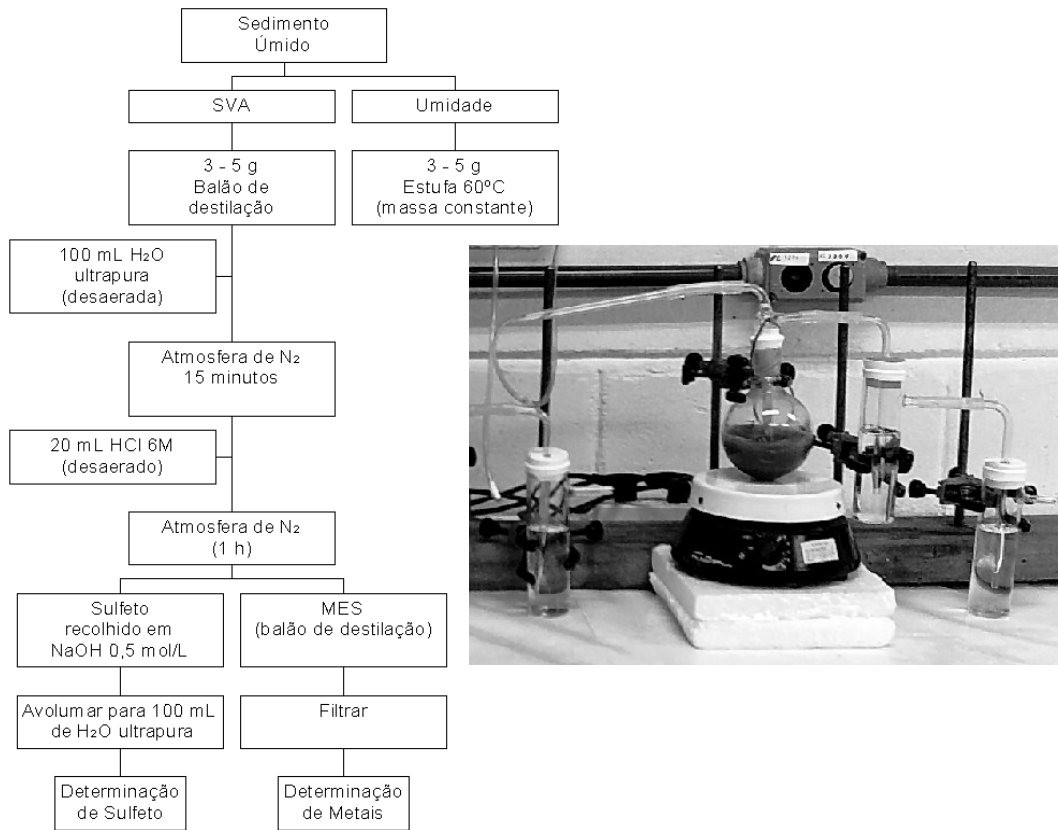 Sedimento
Úmido
SVA
Umidade
3 - 5 g
Balão de
destilação
3 - 5 g
Estufa 60ºC
(massa constante)
100 mL H₂O
ultrapura
(desaerada)
Atmosfera de N₂
15 minutos
20 mL HCl 6M
(desaerado)
Atmosfera de N₂
(1 h)
Sulfeto
recolhido em
NaOH 0,5 mol/L
MES
(balão de destilação)
Avolumar para 100 mL
de H₂O ultrapura
Filtrar
Determinação
de Sulfeto
Determinação
de Metais